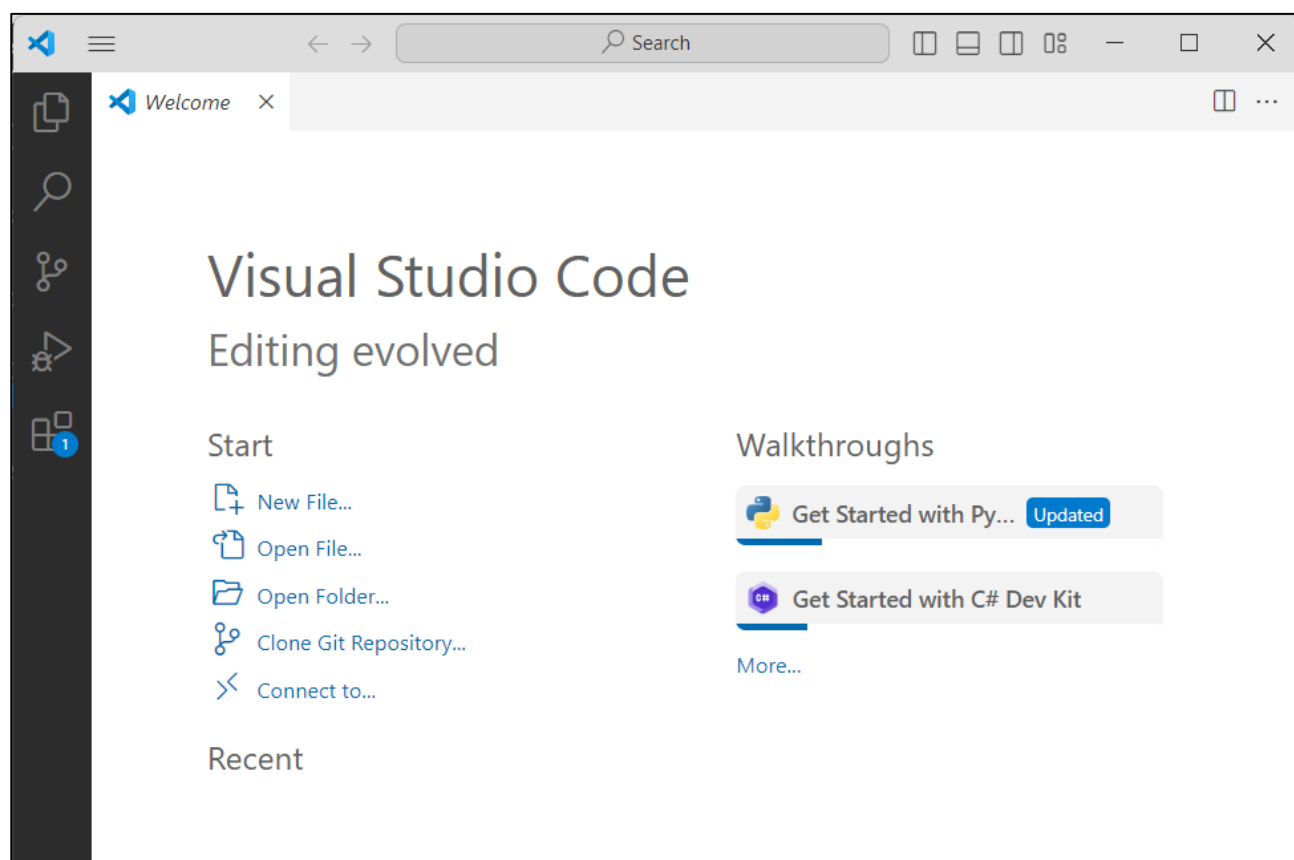 Search
Welcome
Visual Studio Code
Editing evolved
Start
New File...
Open File...
Open Folder...
Clone Git Repository...
Connect to...
Recent
Walkthroughs
Get Started with Py... Updated
C#
Get Started with C# Dev Kit
More...
1